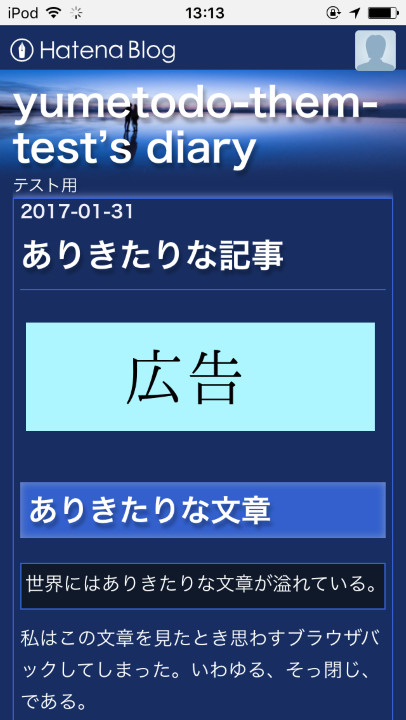 iPod 13:13
Hatena Blog
yumetodo-them-
test's diary
テスト用
2017-01-31
ありきたりな記事
広告
ありきたりな文章
世界にはありきたりな文章が溢れている。
私はこの文章を見たとき思わずブラウザバ
ックしてしまった。いわゆる、そっ閉じ、
である。